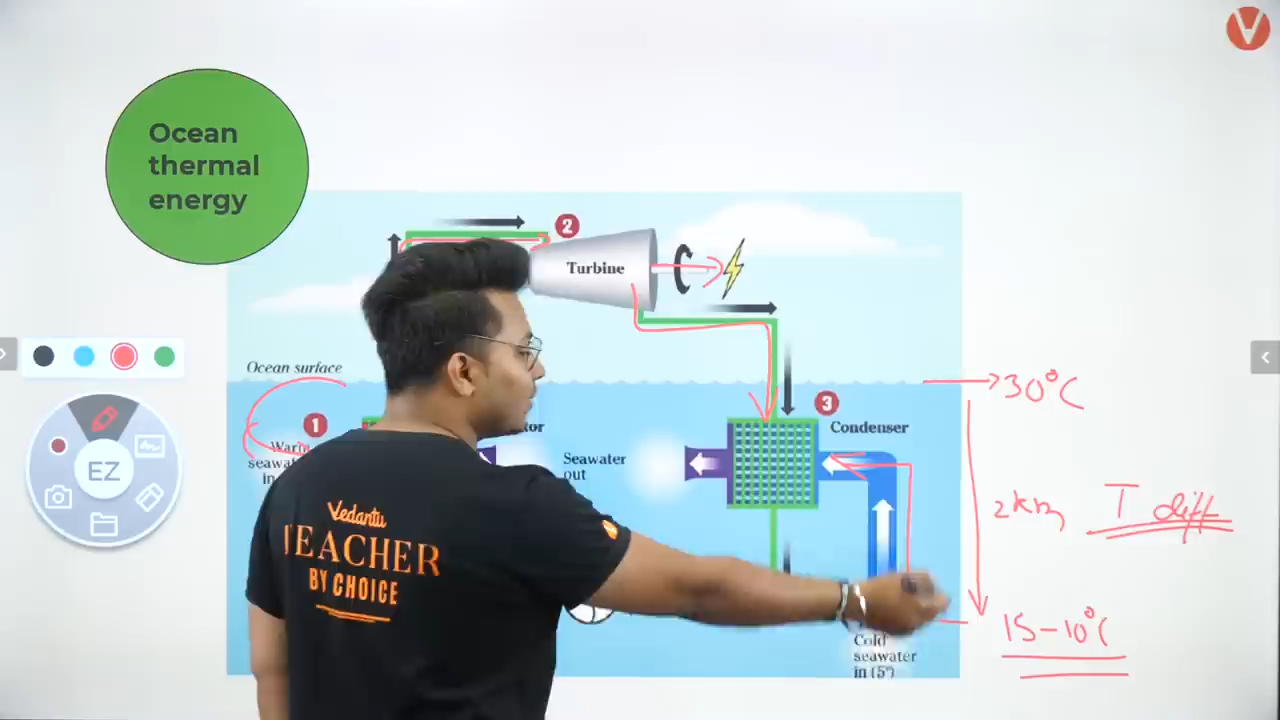 Ocean
thermal
energy
2
Turbine
Ocean surface
30°C
1
3
Condenser
Seawater
out
2km
T diff
EZ
Vedantu
TEACHER
BY CHOICE
15-10°C
Cold
seawater
in (5°)